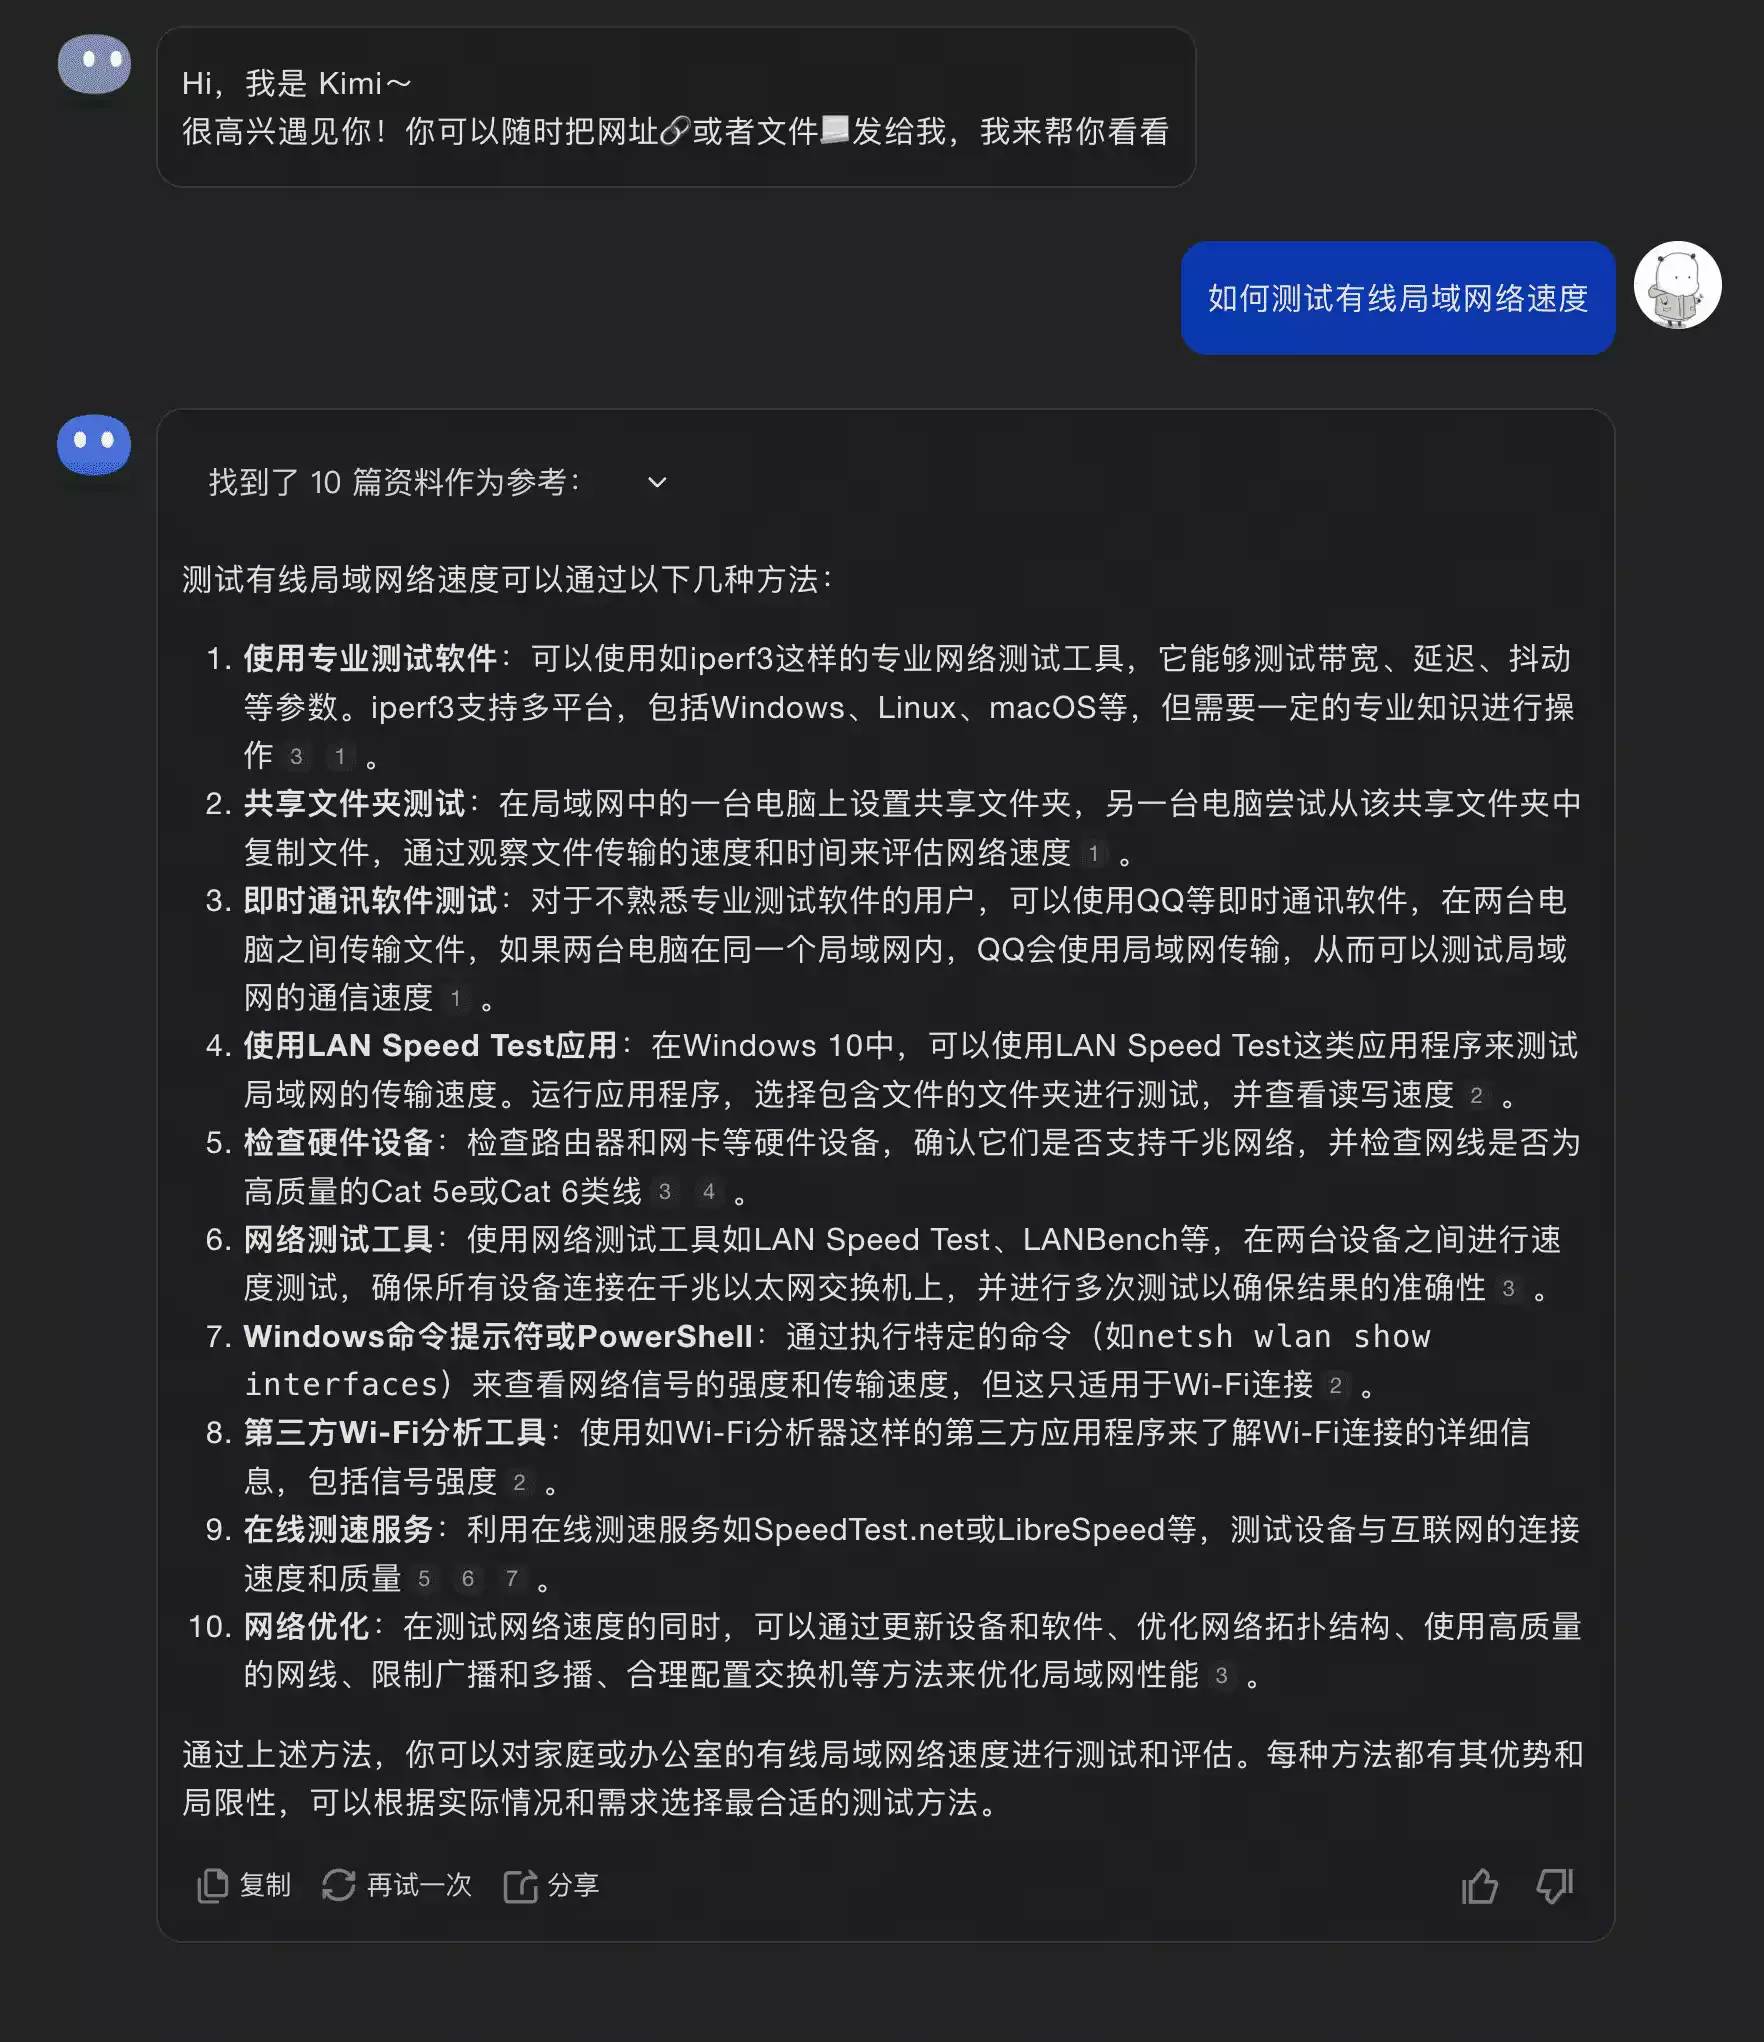 Hi，我是 Kimi～
很高兴遇见你！你可以随时把网址🔗或者文件📃发给我，我来帮你看看
如何测试有线局域网络速度
找到了 10 篇资料作为参考：
测试有线局域网络速度可以通过以下几种方法：
1. 使用专业测试软件：可以使用如iperf3这样的专业网络测试工具，它能够测试带宽、延迟、抖动
等参数。iperf3支持多平台，包括Windows、Linux、macOS等，但需要一定的专业知识进行操
作 3 1 。
2. 共享文件夹测试：在局域网中的一台电脑上设置共享文件夹，另一台电脑尝试从该共享文件夹中
复制文件，通过观察文件传输的速度和时间来评估网络速度 1 。
3. 即时通讯软件测试：对于不熟悉专业测试软件的用户，可以使用QQ等即时通讯软件，在两台电
脑之间传输文件，如果两台电脑在同一个局域网内，QQ会使用局域网传输，从而可以测试局域
网的通信速度 1 。
4. 使用LAN Speed Test应用：在Windows 10中，可以使用LAN Speed Test这类应用程序来测试
局域网的传输速度。运行应用程序，选择包含文件的文件夹进行测试，并查看读写速度 2 。
5. 检查硬件设备：检查路由器和网卡等硬件设备，确认它们是否支持千兆网络，并检查网线是否为
高质量的Cat 5e或Cat 6类线 3 4 。
6. 网络测试工具：使用网络测试工具如LAN Speed Test、LANBench等，在两台设备之间进行速
度测试，确保所有设备连接在千兆以太网交换机上，并进行多次测试以确保结果的准确性 3 。
7. Windows命令提示符或PowerShell：通过执行特定的命令（如netsh wlan show
interfaces）来查看网络信号的强度和传输速度，但这只适用于Wi-Fi连接 2 。
8. 第三方Wi-Fi分析工具：使用如Wi-Fi分析器这样的第三方应用程序来了解Wi-Fi连接的详细信
息，包括信号强度 2 。
9. 在线测速服务：利用在线测速服务如SpeedTest.net或LibreSpeed等，测试设备与互联网的连接
速度和质量 5 6 7 。
10. 网络优化：在测试网络速度的同时，可以通过更新设备和软件、优化网络拓扑结构、使用高质量
的网线、限制广播和多播、合理配置交换机等方法来优化局域网性能 3 。
通过上述方法，你可以对家庭或办公室的有线局域网络速度进行测试和评估。每种方法都有其优势和
局限性，可以根据实际情况和需求选择最合适的测试方法。
复制 再试一次 分享